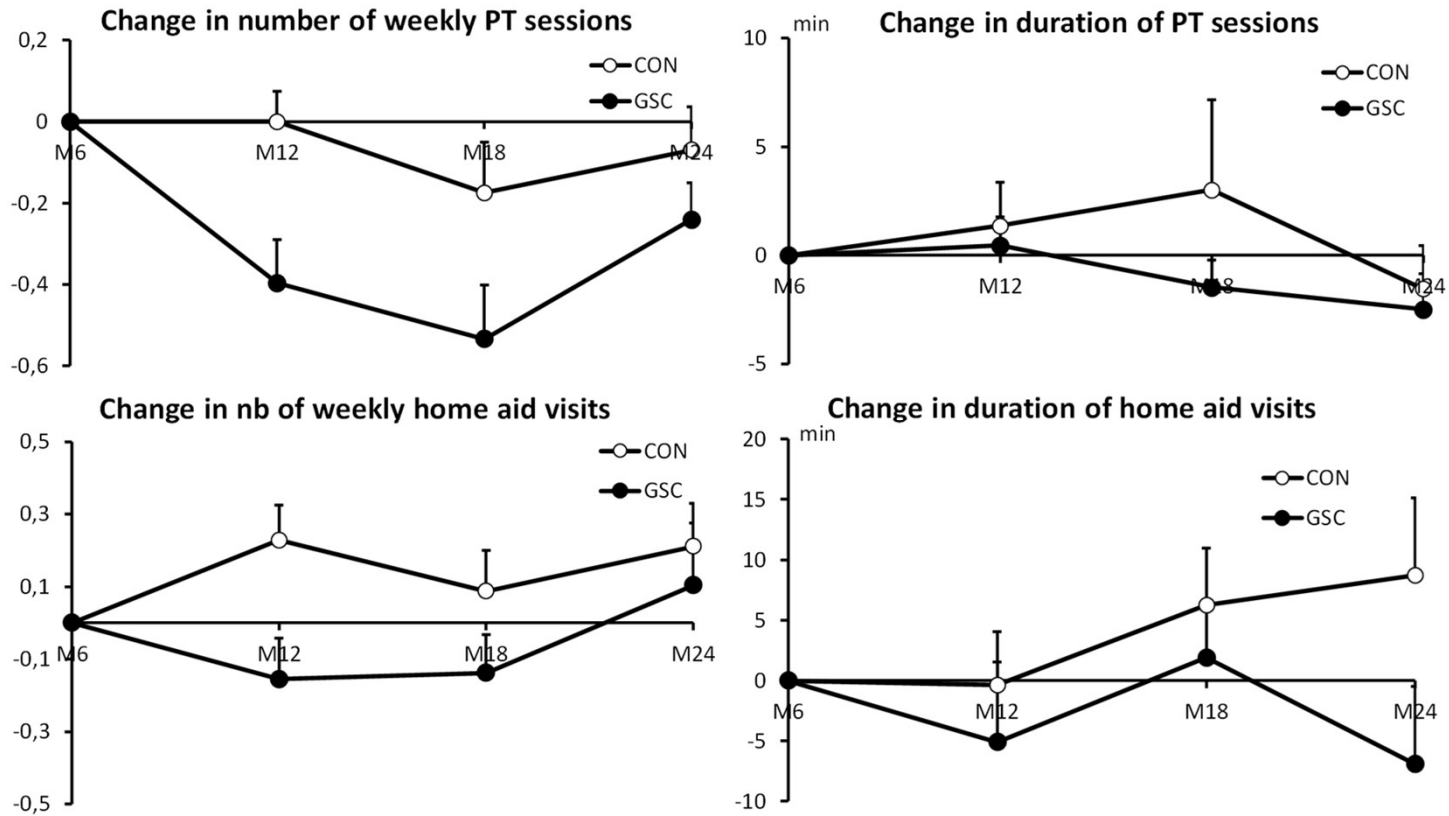 Change in number of weekly PT sessions
0,2
0
-0,2
-0,4
-0,6
CON
GSC
M6
M12
M18
M24
Change in duration of PT sessions
min
10
5
0
-5
CON
GSC
M6
M12
M18
M24
Change in nb of weekly home aid visits
0,5
0,3
0,1
-0,1
-0,3
-0,5
CON
GSC
M6
M12
M18
M24
Change in duration of home aid visits
min
20
15
10
5
0
-5
-10
CON
GSC
M6
M12
M18
M24